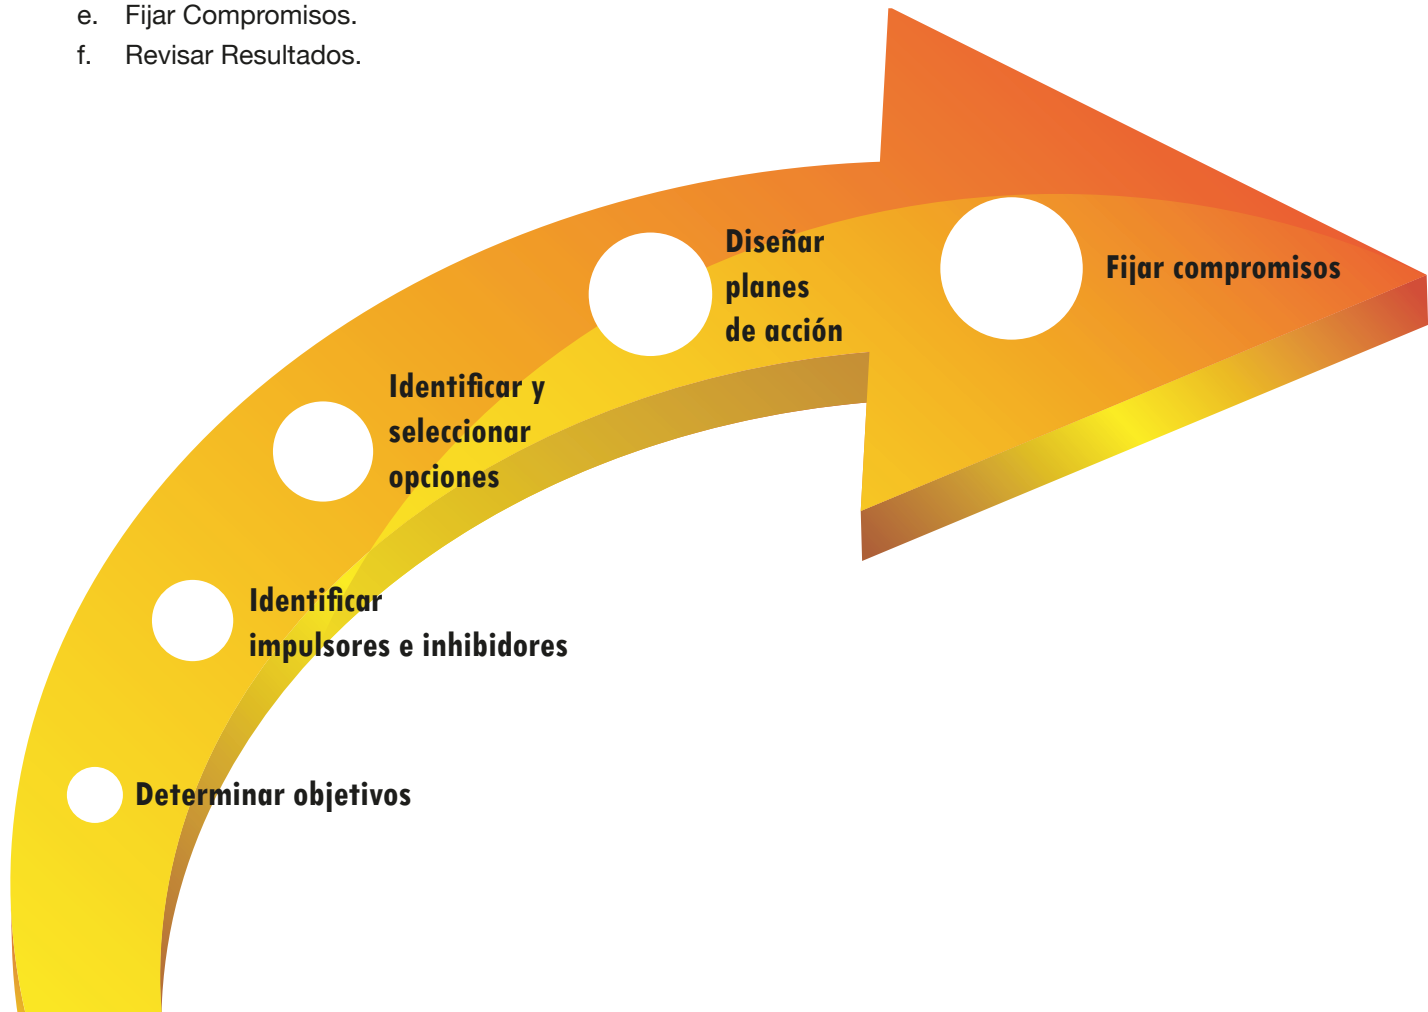 e. Fijar Compromisos.
f. Revisar Resultados.
Diseñar
planes
de acción
Fijar compromisos
Identificar y
seleccionar
opciones
Identificar
impulsores e inhibidores
Determinar objetivos